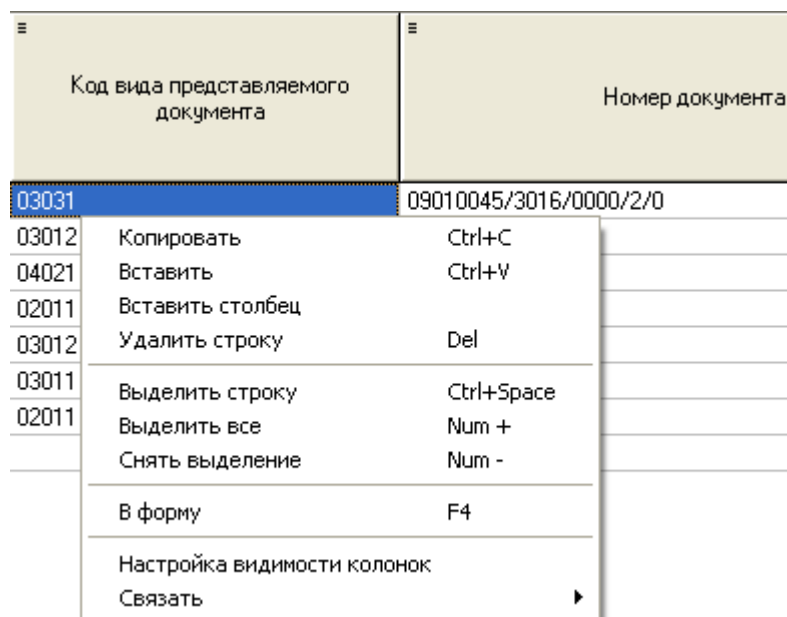 Код вида представляемого
документа
Номер документа
03031
09010045/3016/0000/2/0
03012
04021
02011
03012
03011
02011
Копировать Ctrl+C
Вставить Ctrl+V
Вставить столбец
Удалить строку Del
Выделить строку Ctrl+Space
Выделить все Num +
Снять выделение Num -
В форму F4
Настройка видимости колонок
Связать